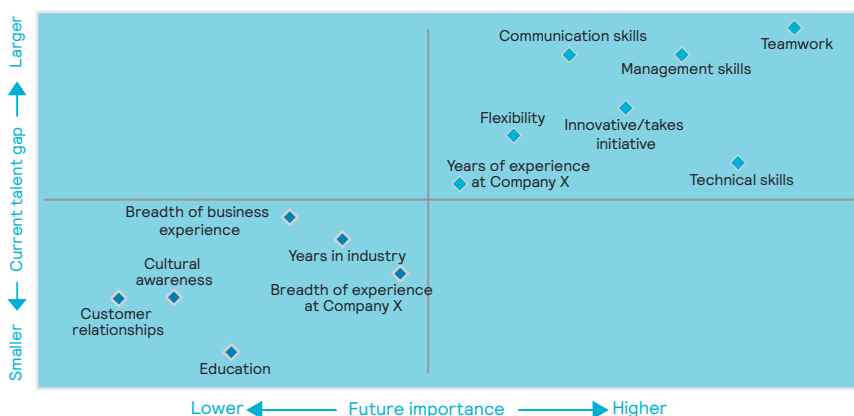 Larger
Current talent gap
Smaller
Communication skills
Teamwork
Management skills
Flexibility
Innovative/takes
initiative
Years of experience
at Company X
Technical skills
Breadth of business
experience
Years in industry
Cultural
awareness
Breadth of experience
at Company X
Customer
relationships
Education
Lower
Future importance
Higher